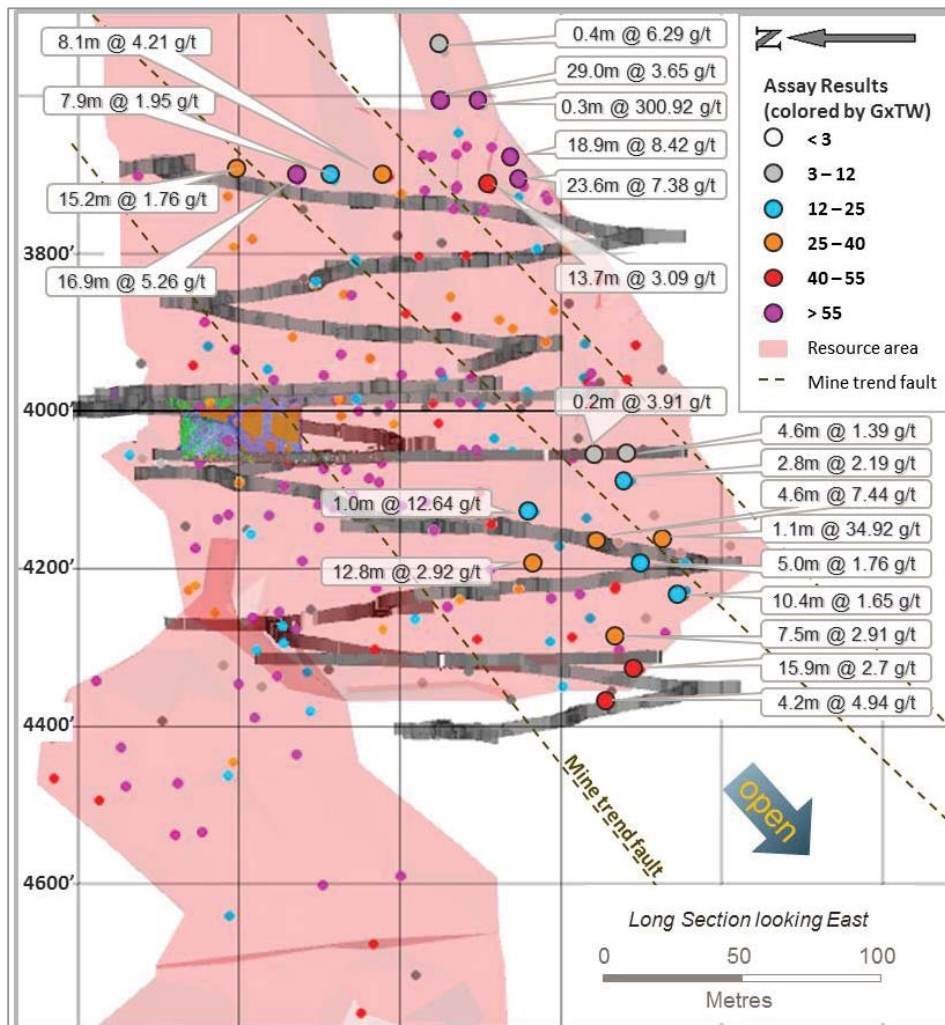 8.1m @ 4.21 g/t
7.9m @ 1.95 g/t
15.2m @ 1.76 g/t
16.9m @ 5.26 g/t
0.4m @ 6.29 g/t
29.0m @ 3.65 g/t
0.3m @ 300.92 g/t
18.9m @ 8.42 g/t
23.6m @ 7.38 g/t
13.7m @ 3.09 g/t
N
Assay Results
(colored by GxTW)
< 3
3 – 12
12 – 25
25 – 40
40 – 55
> 55
Resource area
Mine trend fault
3800'
4000'
4200'
4400'
4600'
0.2m @ 3.91 g/t
4.6m @ 1.39 g/t
2.8m @ 2.19 g/t
4.6m @ 7.44 g/t
1.0m @ 12.64 g/t
1.1m @ 34.92 g/t
12.8m @ 2.92 g/t
5.0m @ 1.76 g/t
10.4m @ 1.65 g/t
7.5m @ 2.91 g/t
15.9m @ 2.7 g/t
4.2m @ 4.94 g/t
Mine trend fault
open
Long Section looking East
0 50 100
Metres